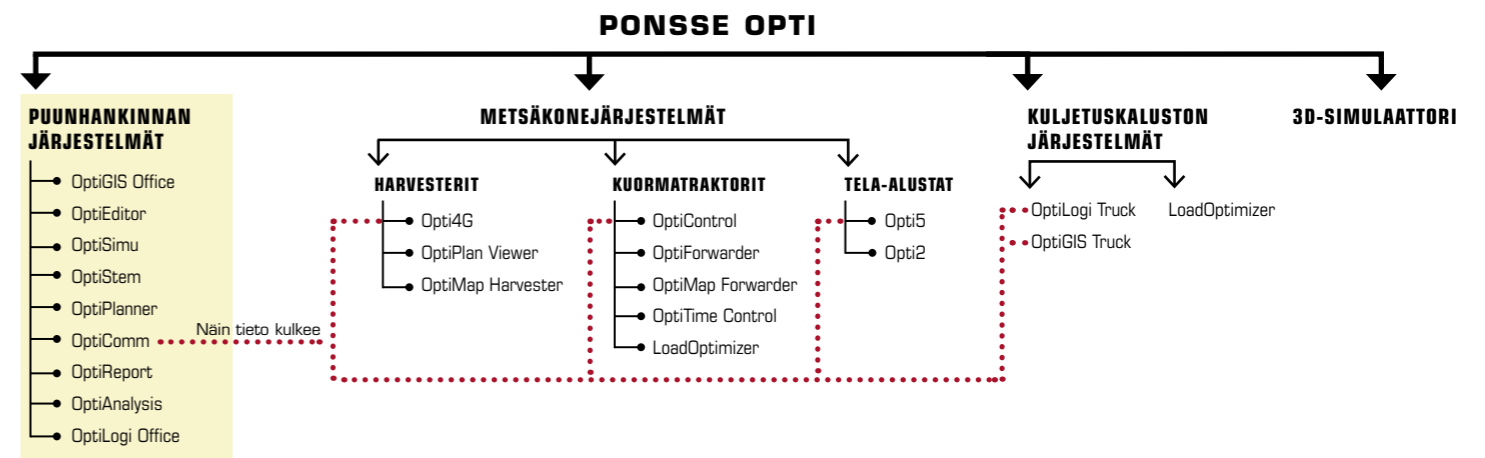 PONSSE OPTI
PUUNHANKINNAN
JÄRJESTELMÄT
OptiGIS Office
OptiEditor
OptiSimu
OptiStem
OptiPlanner
OptiComm
OptiReport
OptiAnalysis
OptiLogi Office
Näin tieto kulkee
METSÄKONEJÄRJESTELMÄT
HARVESTERIT
Opti4G
OptiPlan Viewer
OptiMap Harvester
KUORMATRAKTORIT
OptiControl
OptiForwarder
OptiMap Forwarder
OptiTime Control
LoadOptimizer
TELA-ALUSTAT
Opti5
Opti2
KULJETUSKALUSTON
JÄRJESTELMÄT
OptiLogi Truck
OptiGIS Truck
LoadOptimizer
3D-SIMULAATTORI